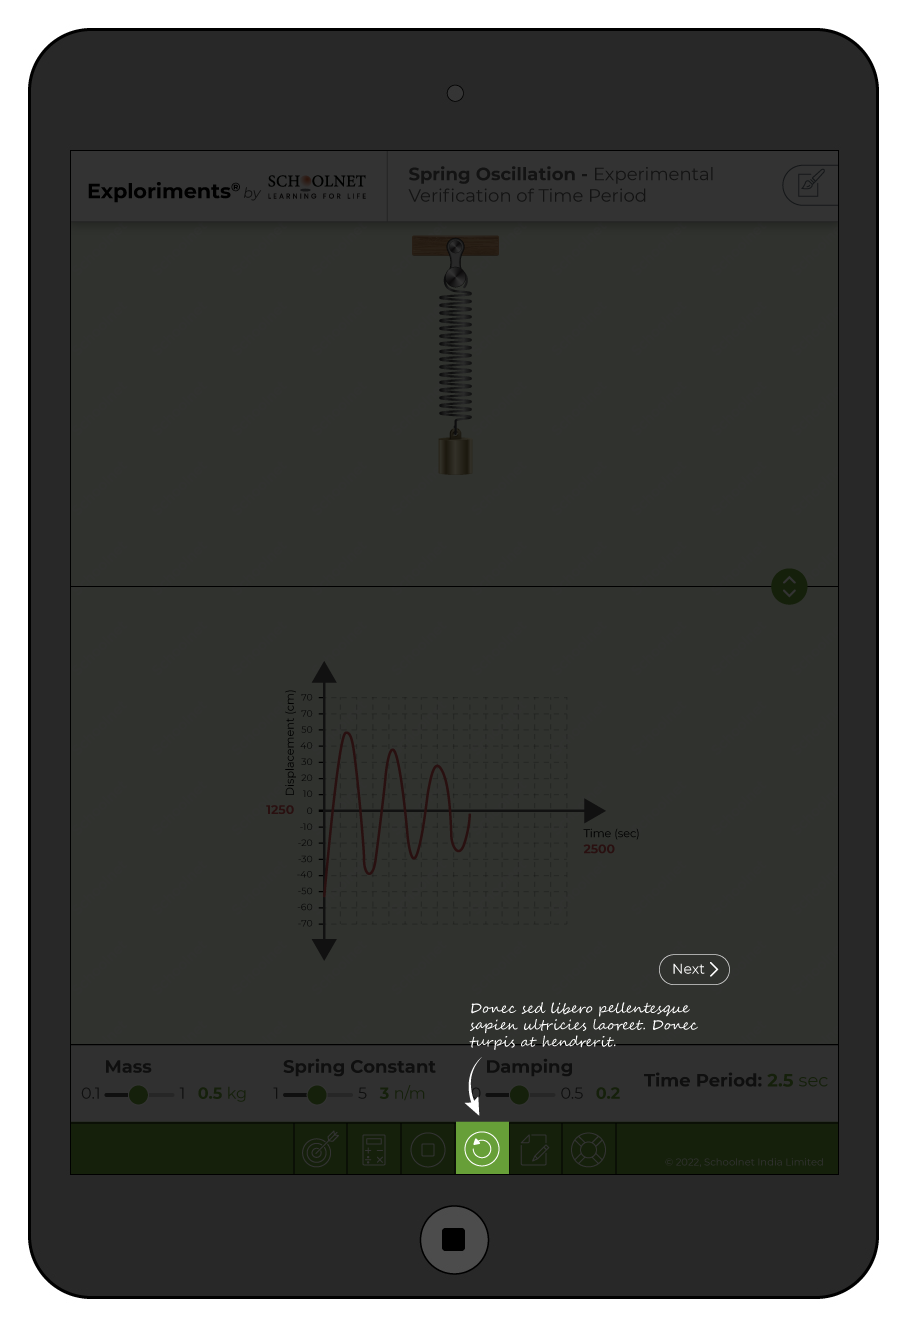 Exploriments® by SCHOOLNET
LEARNING FOR LIFE
Spring Oscillation - Experimental
Verification of Time Period
Displacement (cm)
70
70
50
40
30
20
10
1250 0
-10
-20
-30
-40
-50
-60
-70
Time (sec)
2500
Next
Donec sed libero pellentesque
sapien ultricies laoreet. Donec
turpis at hendrerit.
Mass
0.1 1 0.5 kg
Spring Constant
1 5 3 n/m
Damping
0 0.5 0.2
Time Period: 2.5 sec
© 2022, Schoolnet India Limited